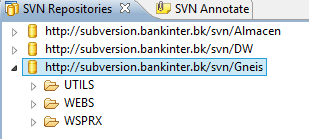 SVN Repositories SVN Annotate
http://subversion.bankinter.bk/svn/Almacen
http://subversion.bankinter.bk/svn/DW
http://subversion.bankinter.bk/svn/Gneis
UTILS
WEBS
WSPRX